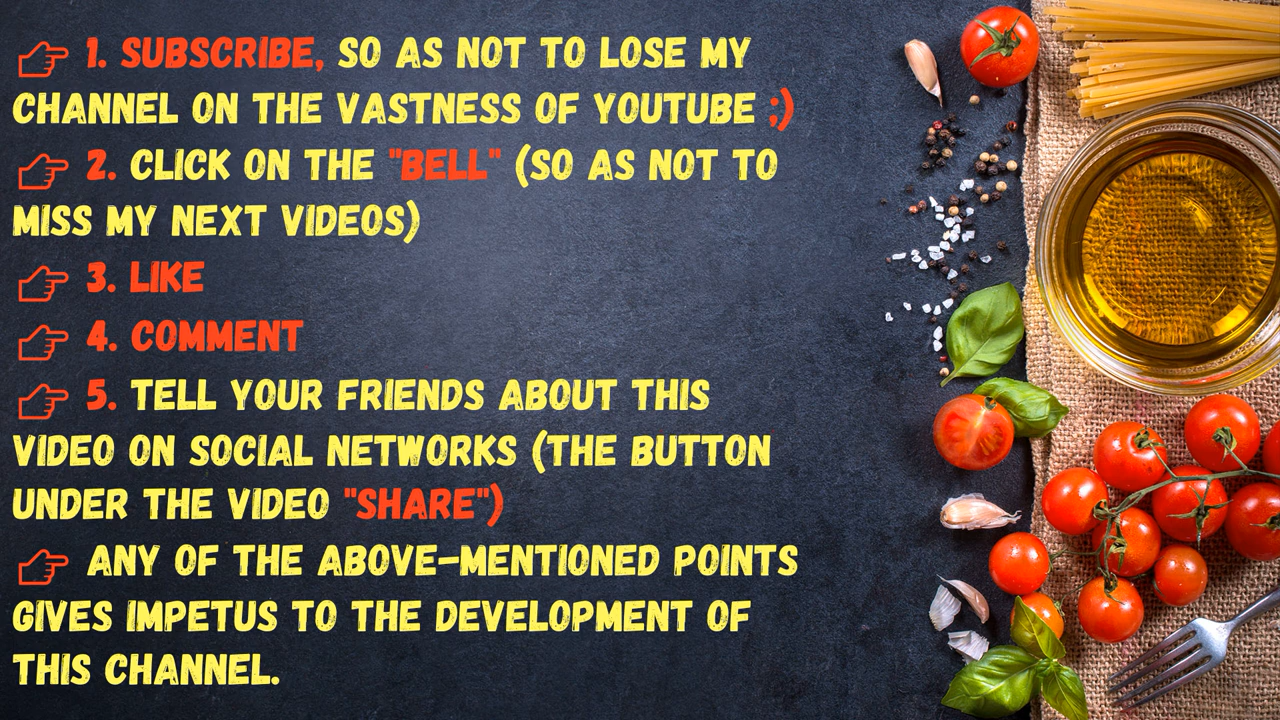 👉 1. SUBSCRIBE, SO AS NOT TO LOSE MY
CHANNEL ON THE VASTNESS OF YOUTUBE ;)
👉 2. CLICK ON THE "BELL" (SO AS NOT TO
MISS MY NEXT VIDEOS)
👉 3. LIKE
👉 4. COMMENT
👉 5. TELL YOUR FRIENDS ABOUT THIS
VIDEO ON SOCIAL NETWORKS (THE BUTTON
UNDER THE VIDEO "SHARE")
👉 ANY OF THE ABOVE-MENTIONED POINTS
GIVES IMPETUS TO THE DEVELOPMENT OF
THIS CHANNEL.